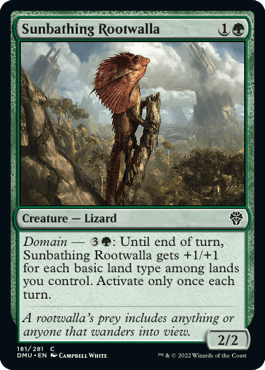 Sunbathing Rootwalla 1
Creature — Lizard
Domain — 3: Until end of turn,
Sunbathing Rootwalla gets +1/+1
for each basic land type among lands
you control. Activate only once each
turn.
A rootwalla's prey includes anything or
anyone that wanders into view.
2/2
181/281 C
DMU • EN Campbell White ™ & © 2022 Wizards of the Coast